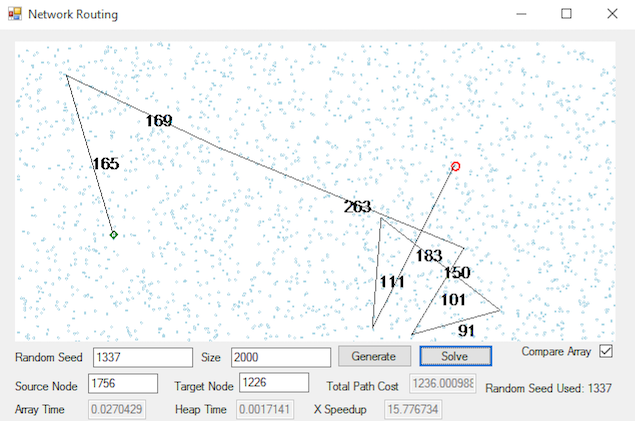 Network Routing
169
165
263
183
150
111
101
91
Random Seed 1337 Size 2000 Generate Solve Compare Array
Source Node 1756 Target Node 1226 Total Path Cost 1236.000988 Random Seed Used: 1337
Array Time 0.0270429 Heap Time 0.0017141 X Speedup 15.776734